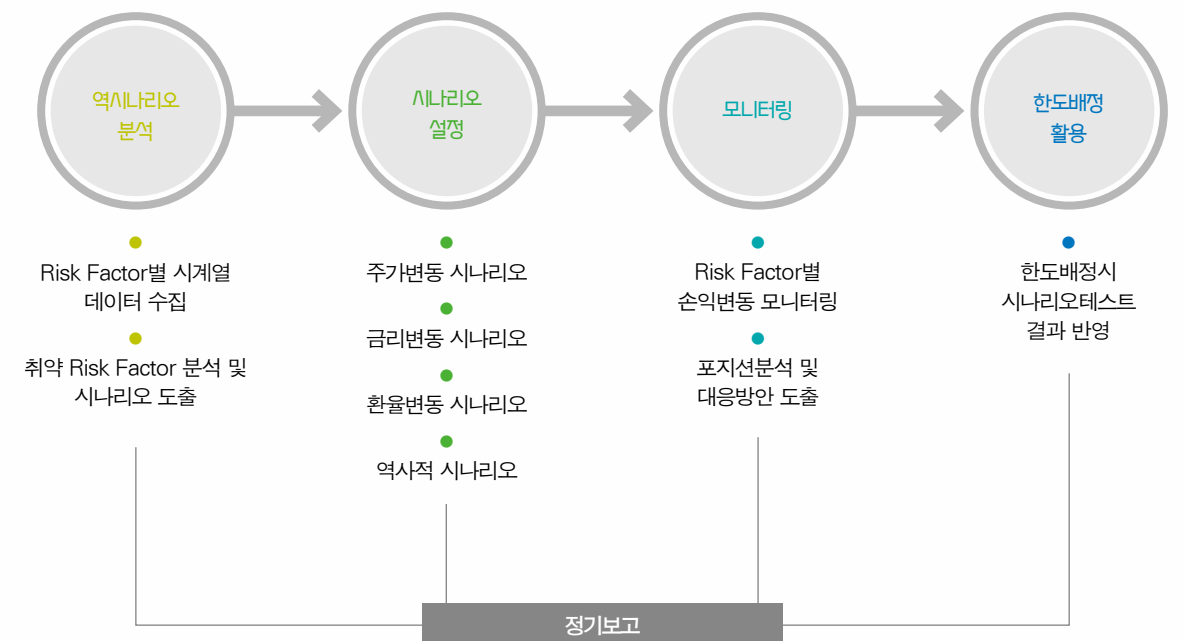 역시나리오
분석
시나리오
설정
모니터링
한도배정
활용
Risk Factor별 시계열
데이터 수집
취약 Risk Factor 분석 및
시나리오 도출
주가변동 시나리오
금리변동 시나리오
환율변동 시나리오
역사적 시나리오
Risk Factor별
손익변동 모니터링
포지션분석 및
대응방안 도출
한도배정시
시나리오테스트
결과 반영
정기보고